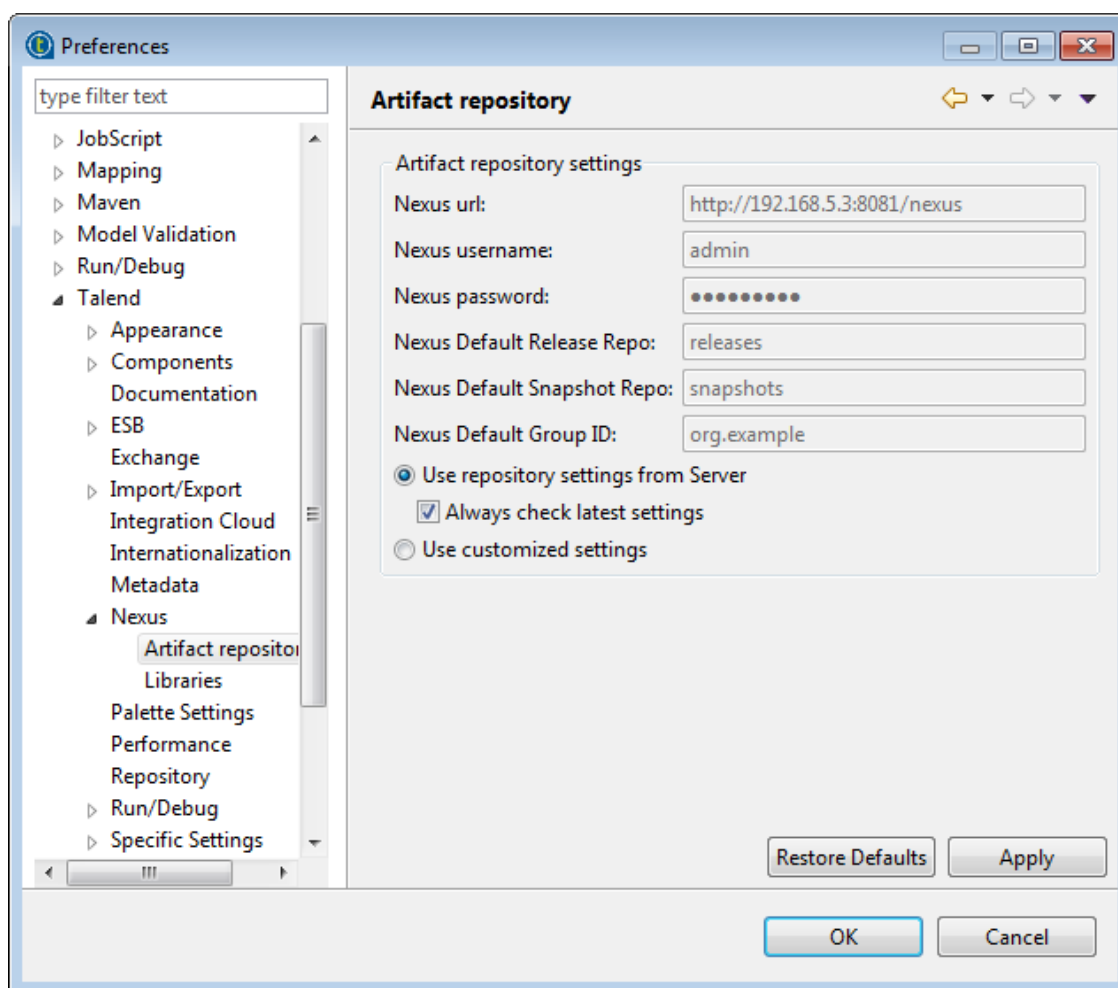 Preferences
type filter text
JobScript
Mapping
Maven
Model Validation
Run/Debug
Talend
Appearance
Components
Documentation
ESB
Exchange
Import/Export
Integration Cloud
Internationalization
Metadata
Nexus
Artifact repositor
Libraries
Palette Settings
Performance
Repository
Run/Debug
Specific Settings
Artifact repository
Artifact repository settings
Nexus url: http://192.168.5.3:8081/nexus
Nexus username: admin
Nexus password: ●●●●●●●●●
Nexus Default Release Repo: releases
Nexus Default Snapshot Repo: snapshots
Nexus Default Group ID: org.example
Use repository settings from Server
Always check latest settings
Use customized settings
Restore Defaults Apply
OK Cancel